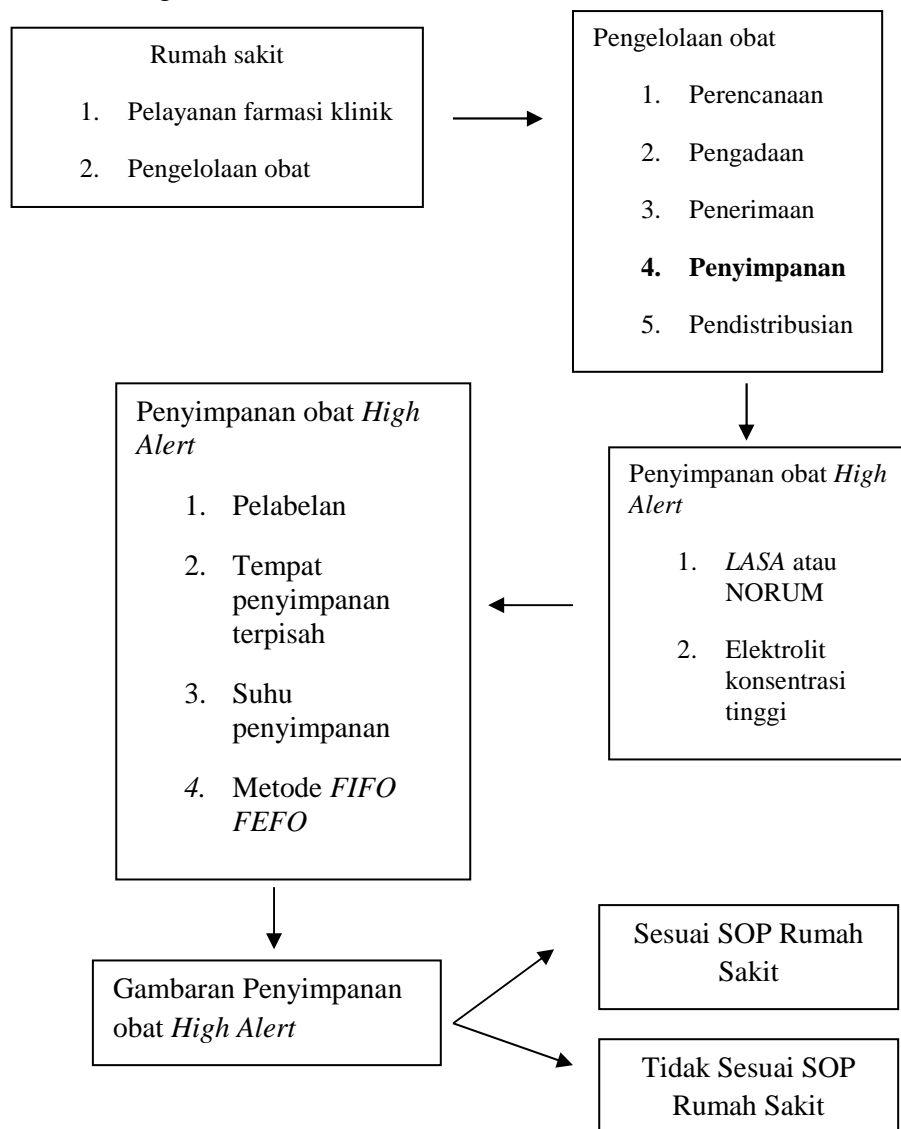 Rumah sakit
1. Pelayanan farmasi klinik
2. Pengelolaan obat
Pengelolaan obat
1. Perencanaan
2. Pengadaan
3. Penerimaan
4. Penyimpanan
5. Pendistribusian
Penyimpanan obat High
Alert
1. LASA atau
NORUM
2. Elektrolit
konsentrasi
tinggi
Penyimpanan obat High
Alert
1. Pelabelan
2. Tempat
penyimpanan
terpisah
3. Suhu
penyimpanan
4. Metode FIFO
FEFO
Gambaran Penyimpanan
obat High Alert
Sesuai SOP Rumah
Sakit
Tidak Sesuai SOP
Rumah Sakit